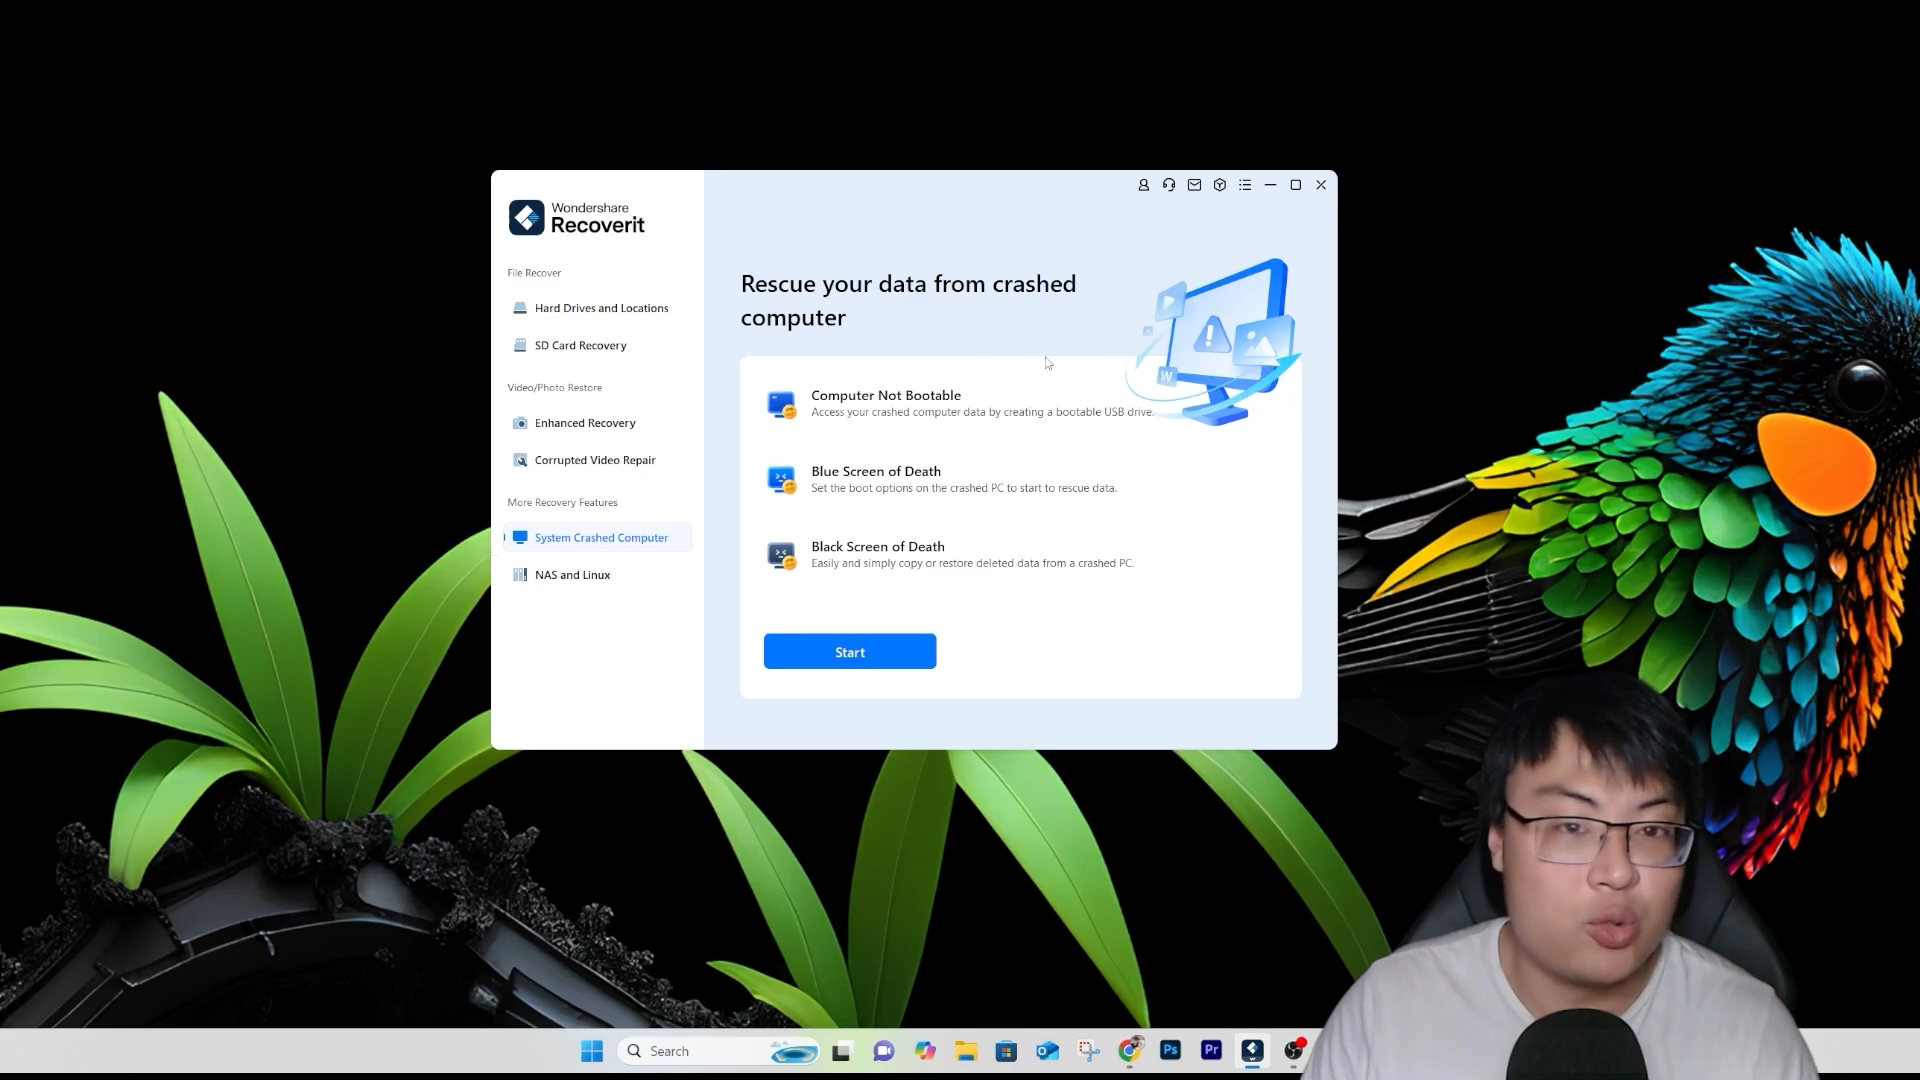 Wondershare
Recoverit
File Recover
Hard Drives and Locations
SD Card Recovery
Video/Photo Restore
Enhanced Recovery
Corrupted Video Repair
More Recovery Features
System Crashed Computer
NAS and Linux
Rescue your data from crashed
computer
W
Computer Not Bootable
Access your crashed computer data by creating a bootable USB drive.
Blue Screen of Death
Set the boot options on the crashed PC to start to rescue data.
Black Screen of Death
Easily and simply copy or restore deleted data from a crashed PC.
Start
Search
Ps
Pr